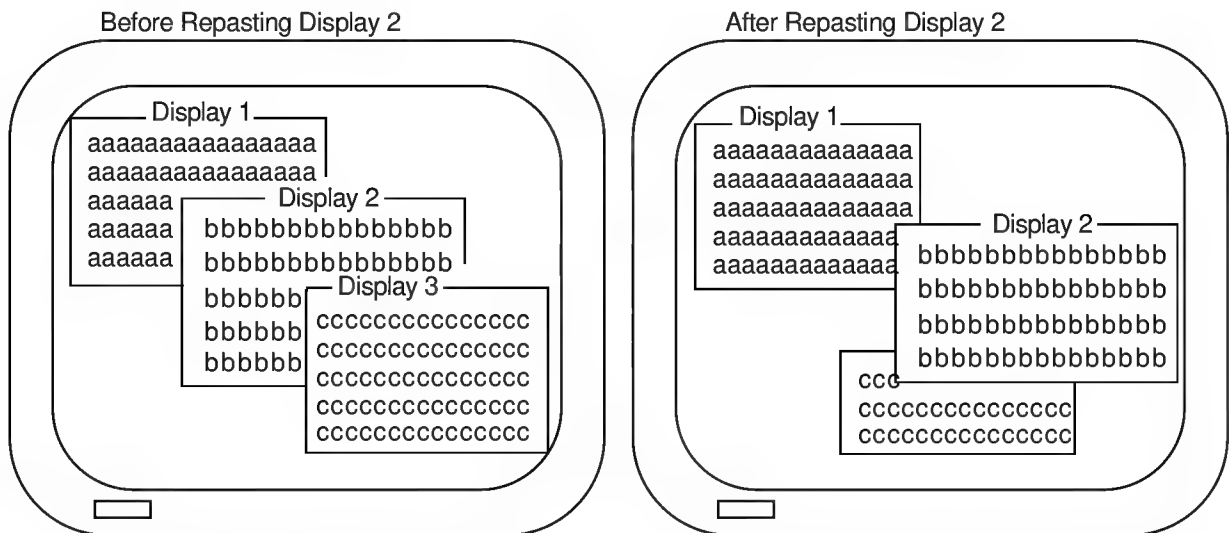 Before Repasting Display 2
Display 1
aaaaaaaaaaaaaaaa
aaaaaaaaaaaaaaaa
aaaaaa
aaaaaa
aaaaaa
Display 2
bbbbbbbbbbbbbbb
bbbbbbbbbbbbbbb
bbbbbb
bbbbbb
bbbbbb
Display 3
ccccccccccccccc
ccccccccccccccc
ccccccccccccccc
ccccccccccccccc
ccccccccccccccc
After Repasting Display 2
Display 1
aaaaaaaaaaaaaa
aaaaaaaaaaaaaa
aaaaaaaaaaaaaa
aaaaaaaaaaaaa
aaaaaaaaaaaaa
Display 2
bbbbbbbbbbbbbbb
bbbbbbbbbbbbbbb
bbbbbbbbbbbbbbb
bbbbbbbbbbbbbbb
ccc
ccccccccccccccc
ccccccccccccccc